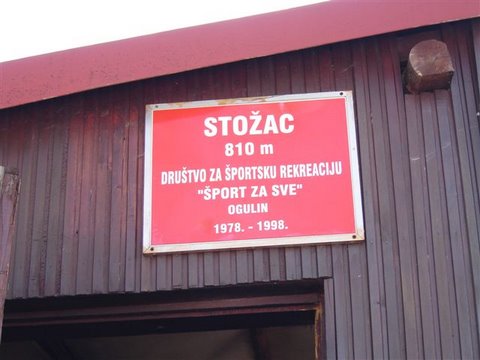 STOŽAC
810 m
DRUŠTVO ZA ŠPORTSKU REKREACIJU
"ŠPORT ZA SVE"
OGULIN
1978. - 1998.